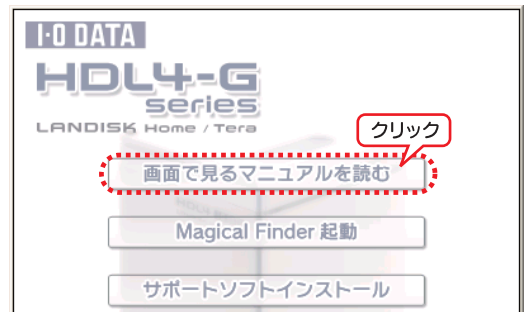 I-O DATA
HDL4-G
series
LANDISK Home / Tera
クリック
画面で見るマニュアルを読む
Magical Finder 起動
サポートソフトインストール